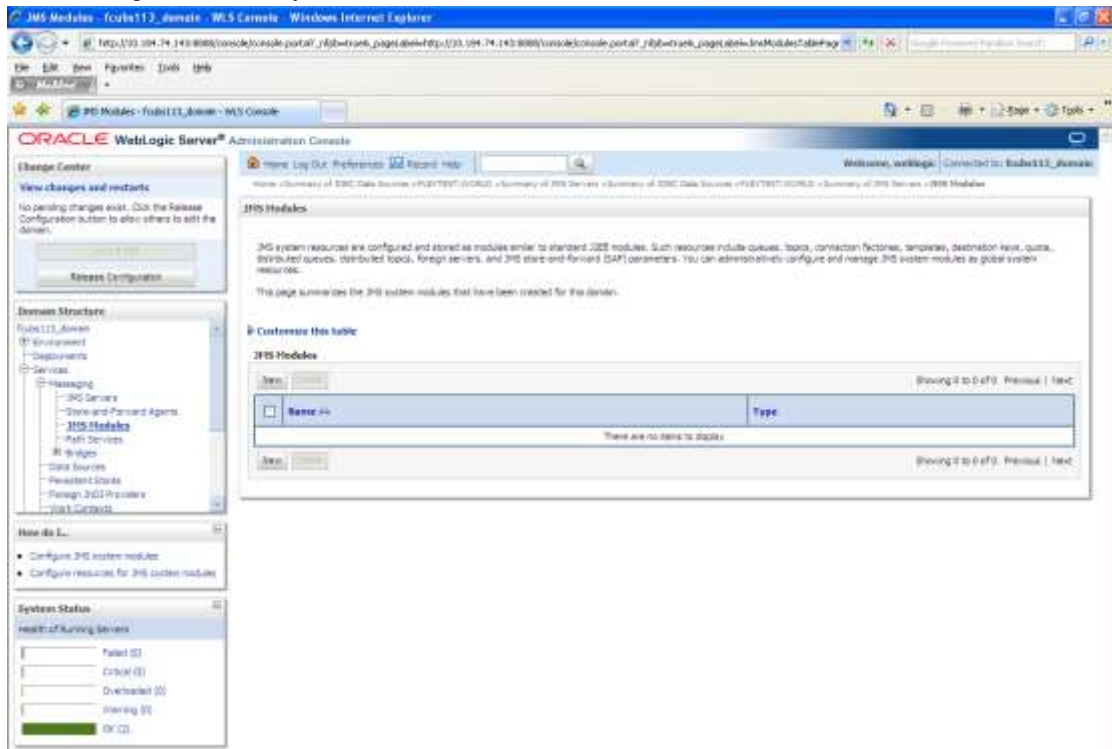 JMS Modules - fcubs113_domain - WLS Console - Windows Internet Explorer
File Edit View Favorites Tools Help
JMS Modules - fcubs113_domain - WLS Console
Page Tools
ORACLE WebLogic Server® Administration Console
Change Center
View changes and restarts
No pending changes exist. Click the Release Configuration button to allow others to edit the domain.
Release Configuration
Domain Structure
fcubs113_domain
Environment
Deployments
Services
Messaging
JMS Servers
Store-and-Forward Agents
JMS Modules
Path Services
Bridges
Data Sources
Persistent Stores
Foreign JNDI Providers
Work Contexts
How do I...
Configure JMS system modules
Configure resources for JMS system modules
System Status
Health of Running Servers
Failed (0)
Critical (0)
Overloaded (0)
Warning (0)
OK (2)
Home Log Out Preferences Record Help
Welcome, weblogic Connected to: fcubs113_domain
JMS Modules
JMS system resources are configured and stored as modules similar to standard J2EE modules. Such resources include queues, topics, connection factories, templates, destination keys, quota, distributed queues, distributed topics, foreign servers, and JMS store-and-forward (SAF) parameters. You can administratively configure and manage JMS system modules as global system resources.
This page summarizes the JMS system modules that have been created for this domain.
Customize this table
JMS Modules
New Delete
Showing 0 to 0 of 0 Previous | Next
Name
Type
There are no items to display
New Delete
Showing 0 to 0 of 0 Previous | Next